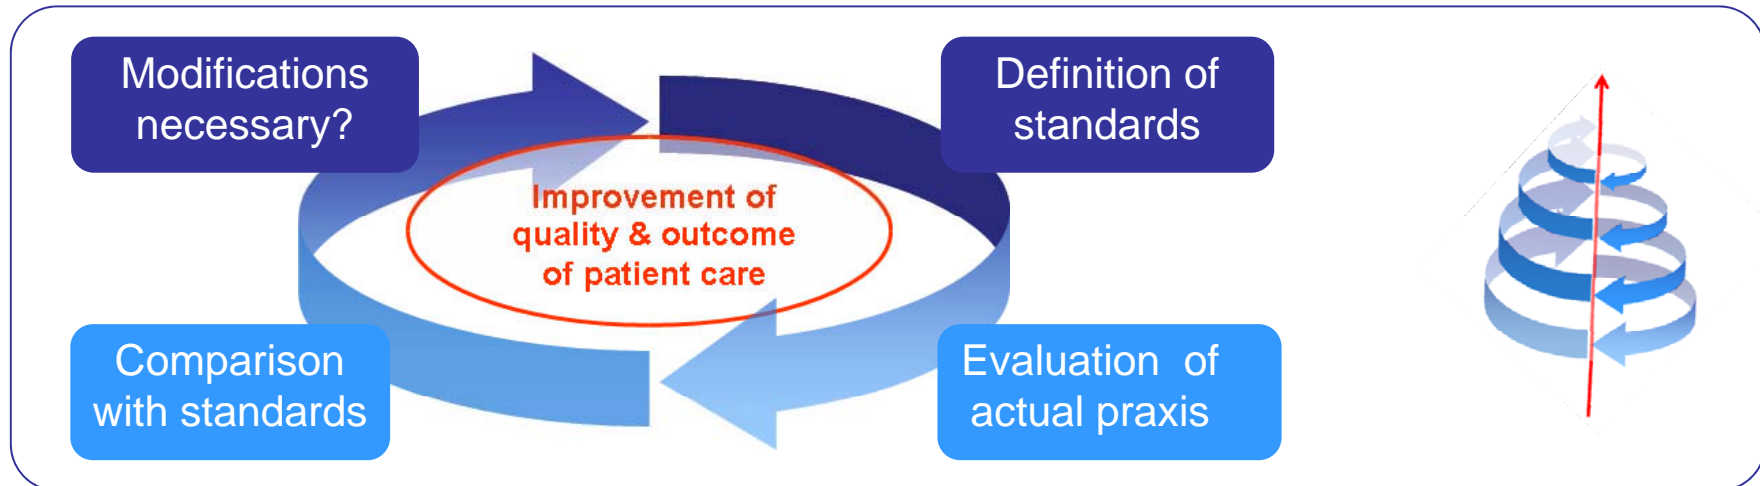 Modifications
necessary?
Definition of
standards
Improvement of
quality & outcome
of patient care
Comparison
with standards
Evaluation of
actual praxis